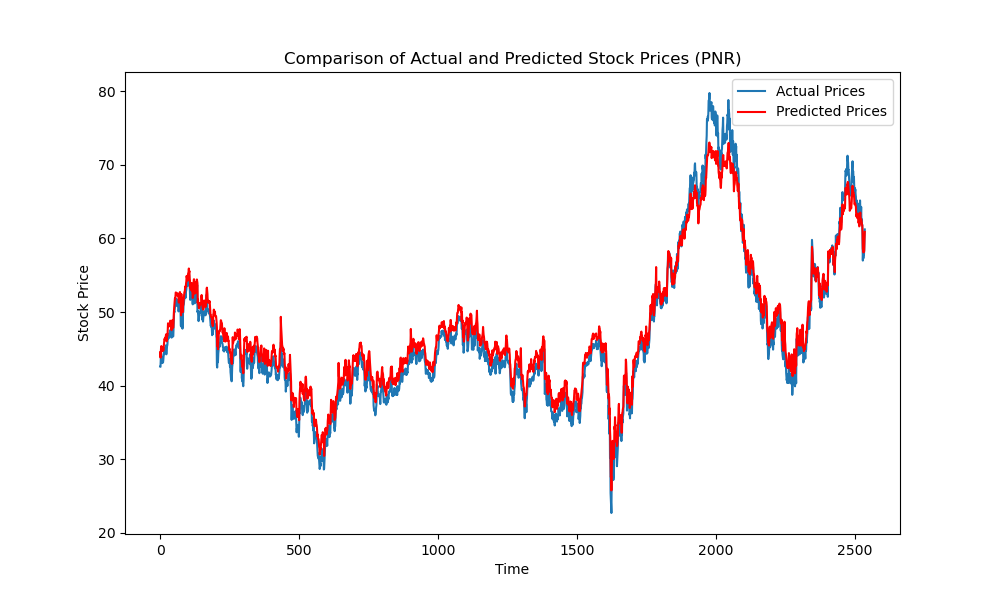 Comparison of Actual and Predicted Stock Prices (PNR)
Actual Prices
Predicted Prices
80
70
60
50
40
30
20
Stock Price
0
500
1000
1500
2000
2500
Time